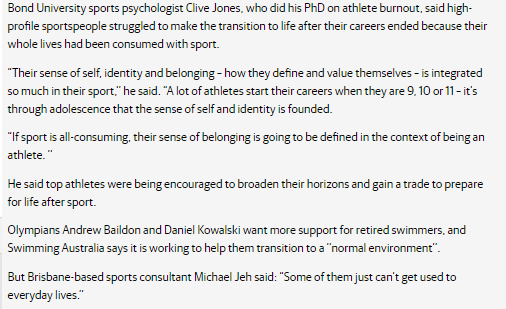 Bond University sports psychologist Clive Jones, who did his PhD on athlete burnout, said high-
profile sportspeople struggled to make the transition to life after their careers ended because their
whole lives had been consumed with sport.
"Their sense of self, identity and belonging – how they define and value themselves – is integrated
so much in their sport," he said. "A lot of athletes start their careers when they are 9, 10 or 11 – it's
through adolescence that the sense of self and identity is founded.
"If sport is all-consuming, their sense of belonging is going to be defined in the context of being an
athlete. "
He said top athletes were being encouraged to broaden their horizons and gain a trade to prepare
for life after sport.
Olympians Andrew Baildon and Daniel Kowalski want more support for retired swimmers, and
Swimming Australia says it is working to help them transition to a "normal environment".
But Brisbane-based sports consultant Michael Jeh said: "Some of them just can't get used to
everyday lives."